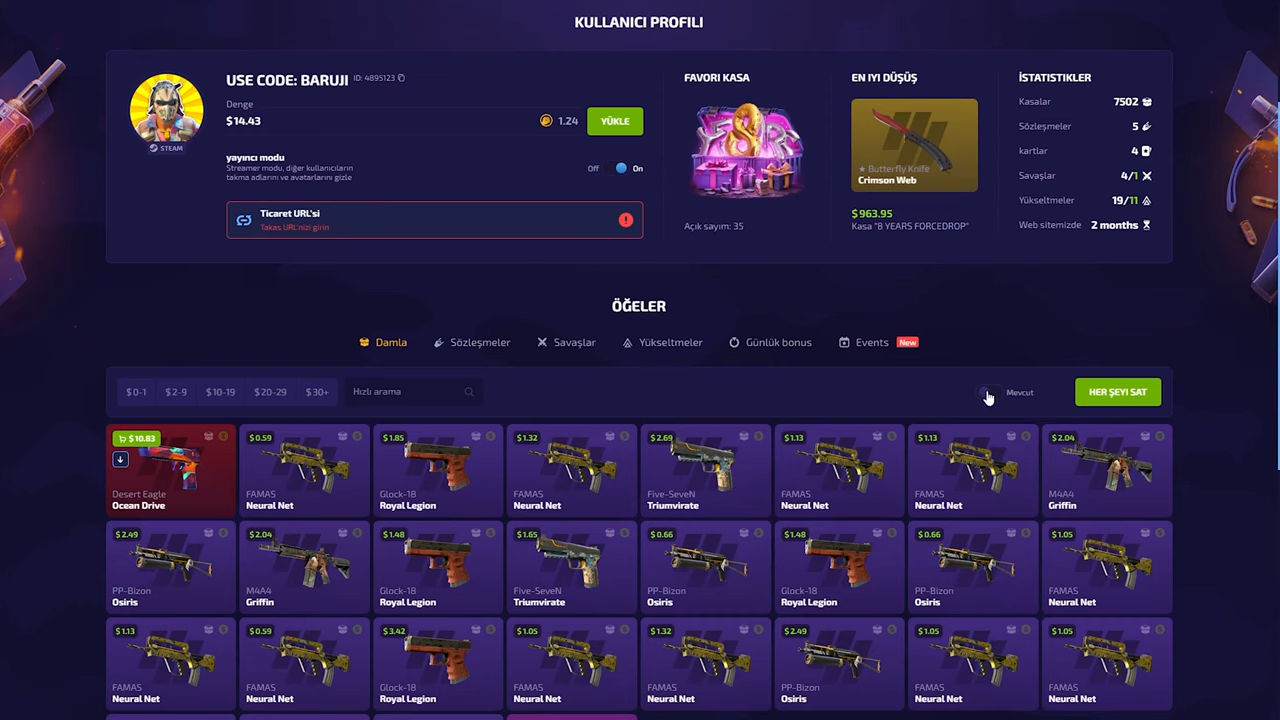 KULLANICI PROFILI
USE CODE: BARUJI ID: 4895123
STEAM
Denge
$14.43
1.24
YÜKLE
yayıncı modu
Streamer modu, diğer kullanıcıların
takma adlarını ve avatarlarını gizle
Off On
Ticaret URL'si
Takas URL'nizi girin
FAVORI KASA
Açık sayım: 35
EN IYI DÜŞÜŞ
★ Butterfly Knife
Crimson Web
$963.95
Kasa "8 YEARS FORCEDROP"
İSTATISTIKLER
Kasalar 7502
Sözleşmeler 5
kartlar 4
Savaşlar 4/1
Yükseltmeler 19/11
Web sitemizde 2 months
ÖĞELER
Damla Sözleşmeler Savaşlar Yükseltmeler Günlük bonus Events New
$0-1 $2-9 $10-19 $20-29 $30+ Hızlı arama Mevcut HER ŞEYI SAT
$10.83 $0.59 $1.85 $1.32 $2.69 $1.13 $1.13 $2.04
Desert Eagle FAMAS Glock-18 FAMAS Five-SeveN FAMAS FAMAS M4A4
Ocean Drive Neural Net Royal Legion Neural Net Triumvirate Neural Net Neural Net Griffin
$2.49 $2.04 $1.48 $1.65 $0.66 $1.48 $0.66 $1.05
PP-Bizon M4A4 Glock-18 Five-SeveN PP-Bizon Glock-18 PP-Bizon FAMAS
Osiris Griffin Royal Legion Triumvirate Osiris Royal Legion Osiris Neural Net
$1.13 $0.59 $3.42 $1.05 $1.32 $2.49 $1.05 $1.05
FAMAS FAMAS Glock-18 FAMAS FAMAS PP-Bizon FAMAS FAMAS
Neural Net Neural Net Royal Legion Neural Net Neural Net Osiris Neural Net Neural Net